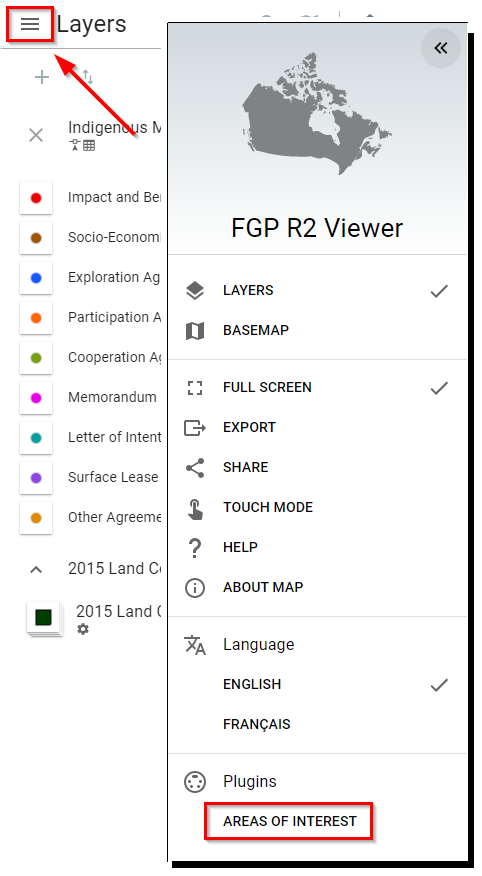 Layers
Indigenous M
Impact and Be
Socio-Economi
Exploration Ag
Participation A
Cooperation Ag
Memorandum
Letter of Intent
Surface Lease
Other Agreeme
2015 Land Co
2015 Land C
FGP R2 Viewer
LAYERS
BASEMAP
FULL SCREEN
EXPORT
SHARE
TOUCH MODE
HELP
ABOUT MAP
Language
ENGLISH
FRANÇAIS
Plugins
AREAS OF INTEREST